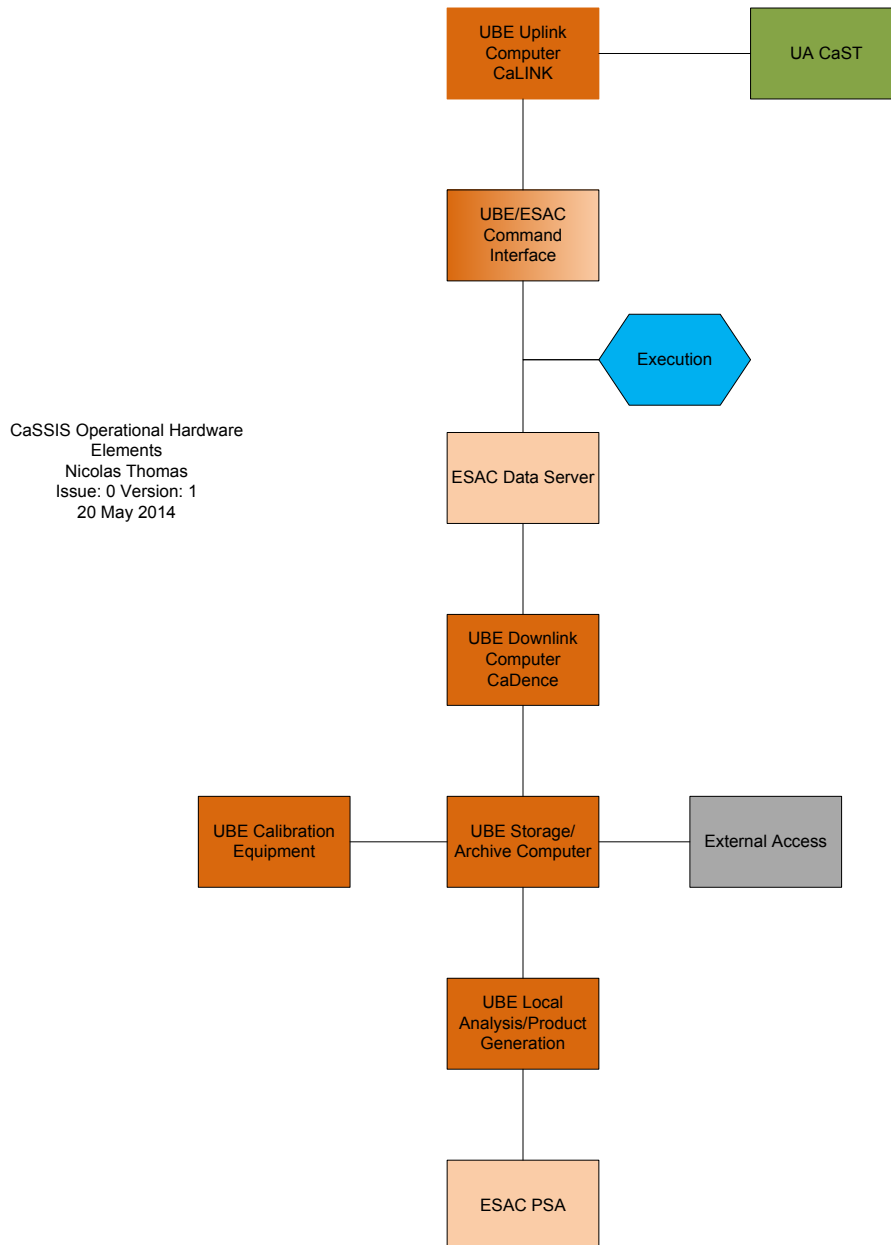 UBE Uplink
Computer
CaLINK
UA CaST
UBE/ESAC
Command
Interface
Execution
CaSSIS Operational Hardware
Elements
Nicolas Thomas
Issue: 0 Version: 1
20 May 2014
ESAC Data Server
UBE Downlink
Computer
CaDence
UBE Calibration
Equipment
UBE Storage/
Archive Computer
External Access
UBE Local
Analysis/Product
Generation
ESAC PSA